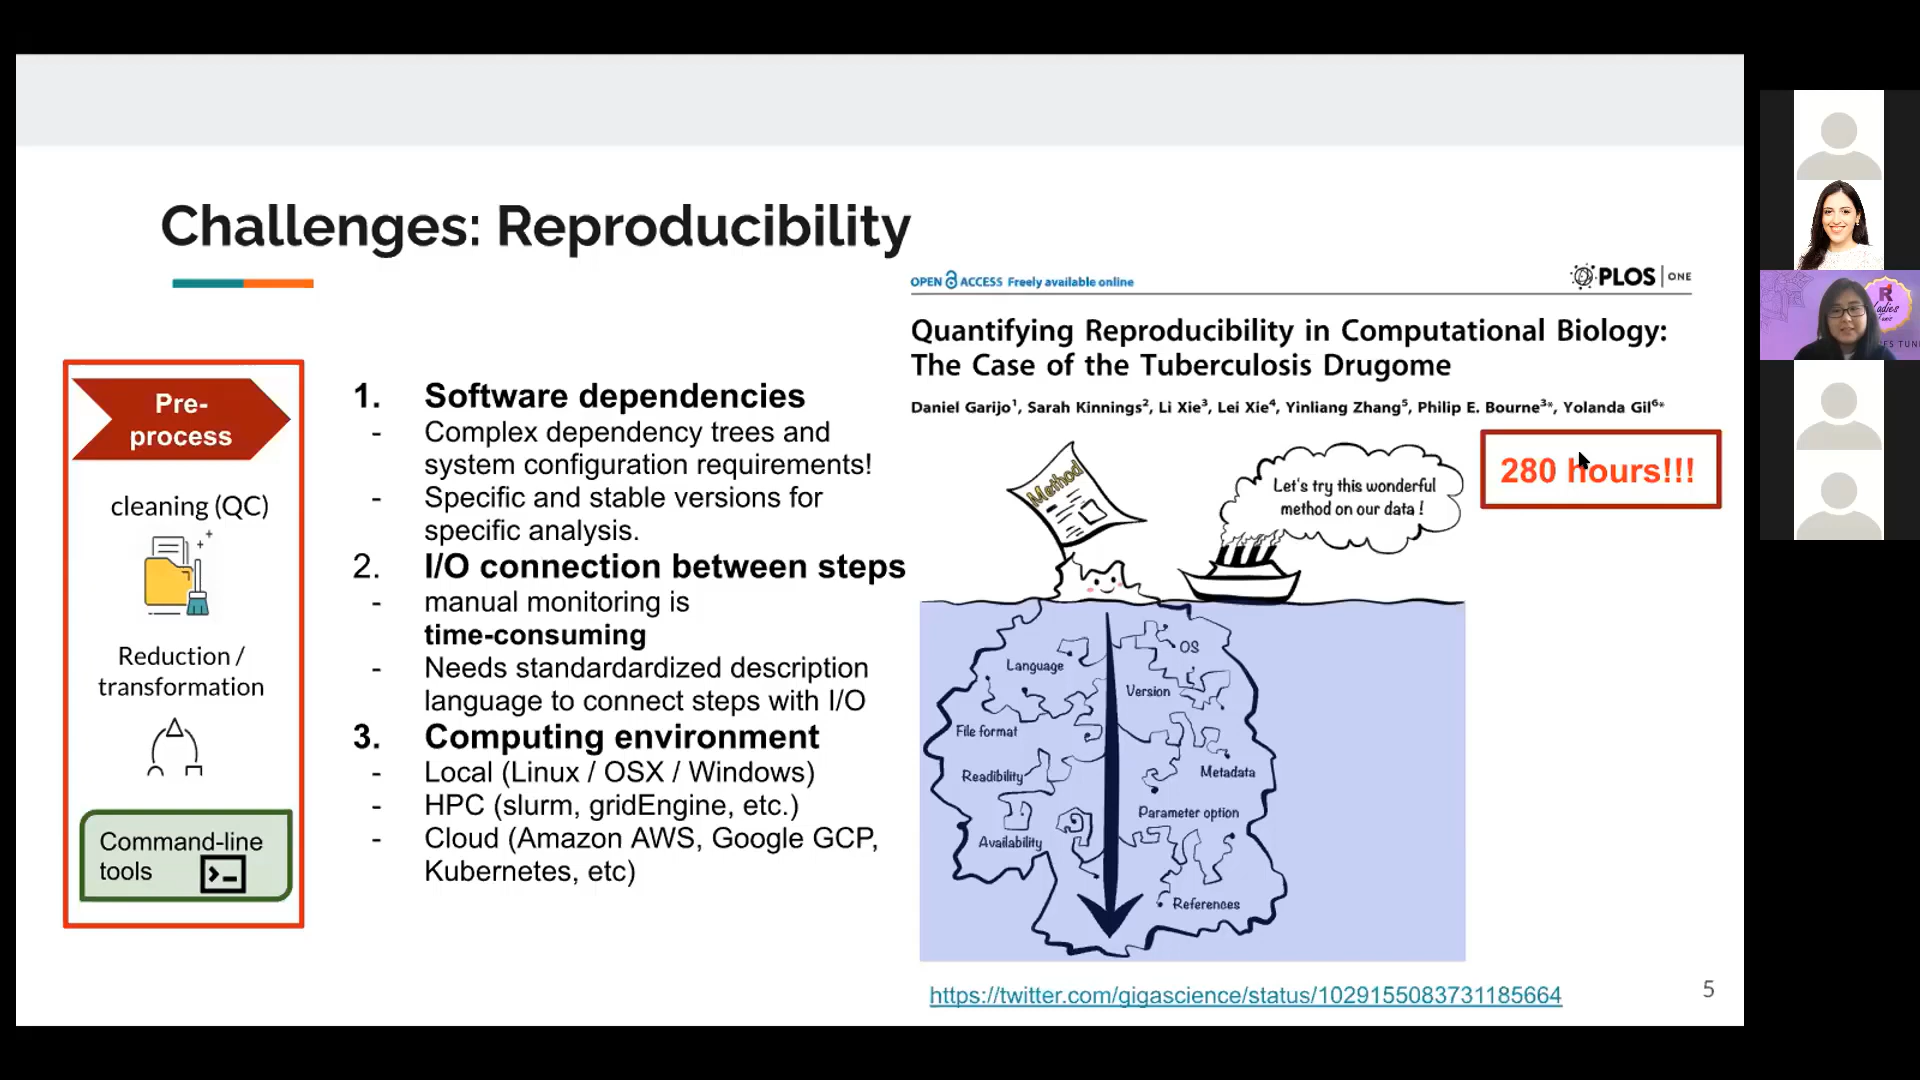 Challenges: Reproducibility
Pre-
process
cleaning (QC)
Reduction /
transformation
Command-line
tools
1. Software dependencies
- Complex dependency trees and
system configuration requirements!
- Specific and stable versions for
specific analysis.
2. I/O connection between steps
- manual monitoring is
time-consuming
- Needs standardardized description
language to connect steps with I/O
3. Computing environment
- Local (Linux / OSX / Windows)
- HPC (slurm, gridEngine, etc.)
- Cloud (Amazon AWS, Google GCP,
Kubernetes, etc)
OPEN ACCESS Freely available online
PLOS | ONE
Quantifying Reproducibility in Computational Biology:
The Case of the Tuberculosis Drugome
Daniel Garijo1, Sarah Kinnings2, Li Xie3, Lei Xie4, Yinliang Zhang5, Philip E. Bourne3*, Yolanda Gil6*
280 hours!!!
Method
Let's try this wonderful
method on our data !
Language
OS
Version
File format
Readibility
Metadata
Parameter option
Availability
References
https://twitter.com/gigascience/status/1029155083731185664
5
R
Ladies
Tunis